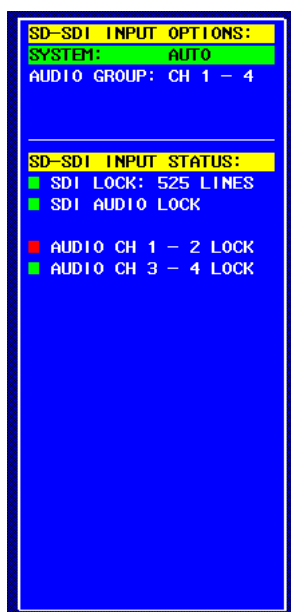 SD-SDI INPUT OPTIONS:
SYSTEM: AUTO
AUDIO GROUP: CH 1 - 4
SD-SDI INPUT STATUS:
SDI LOCK: 525 LINES
SDI AUDIO LOCK
AUDIO CH 1 - 2 LOCK
AUDIO CH 3 - 4 LOCK